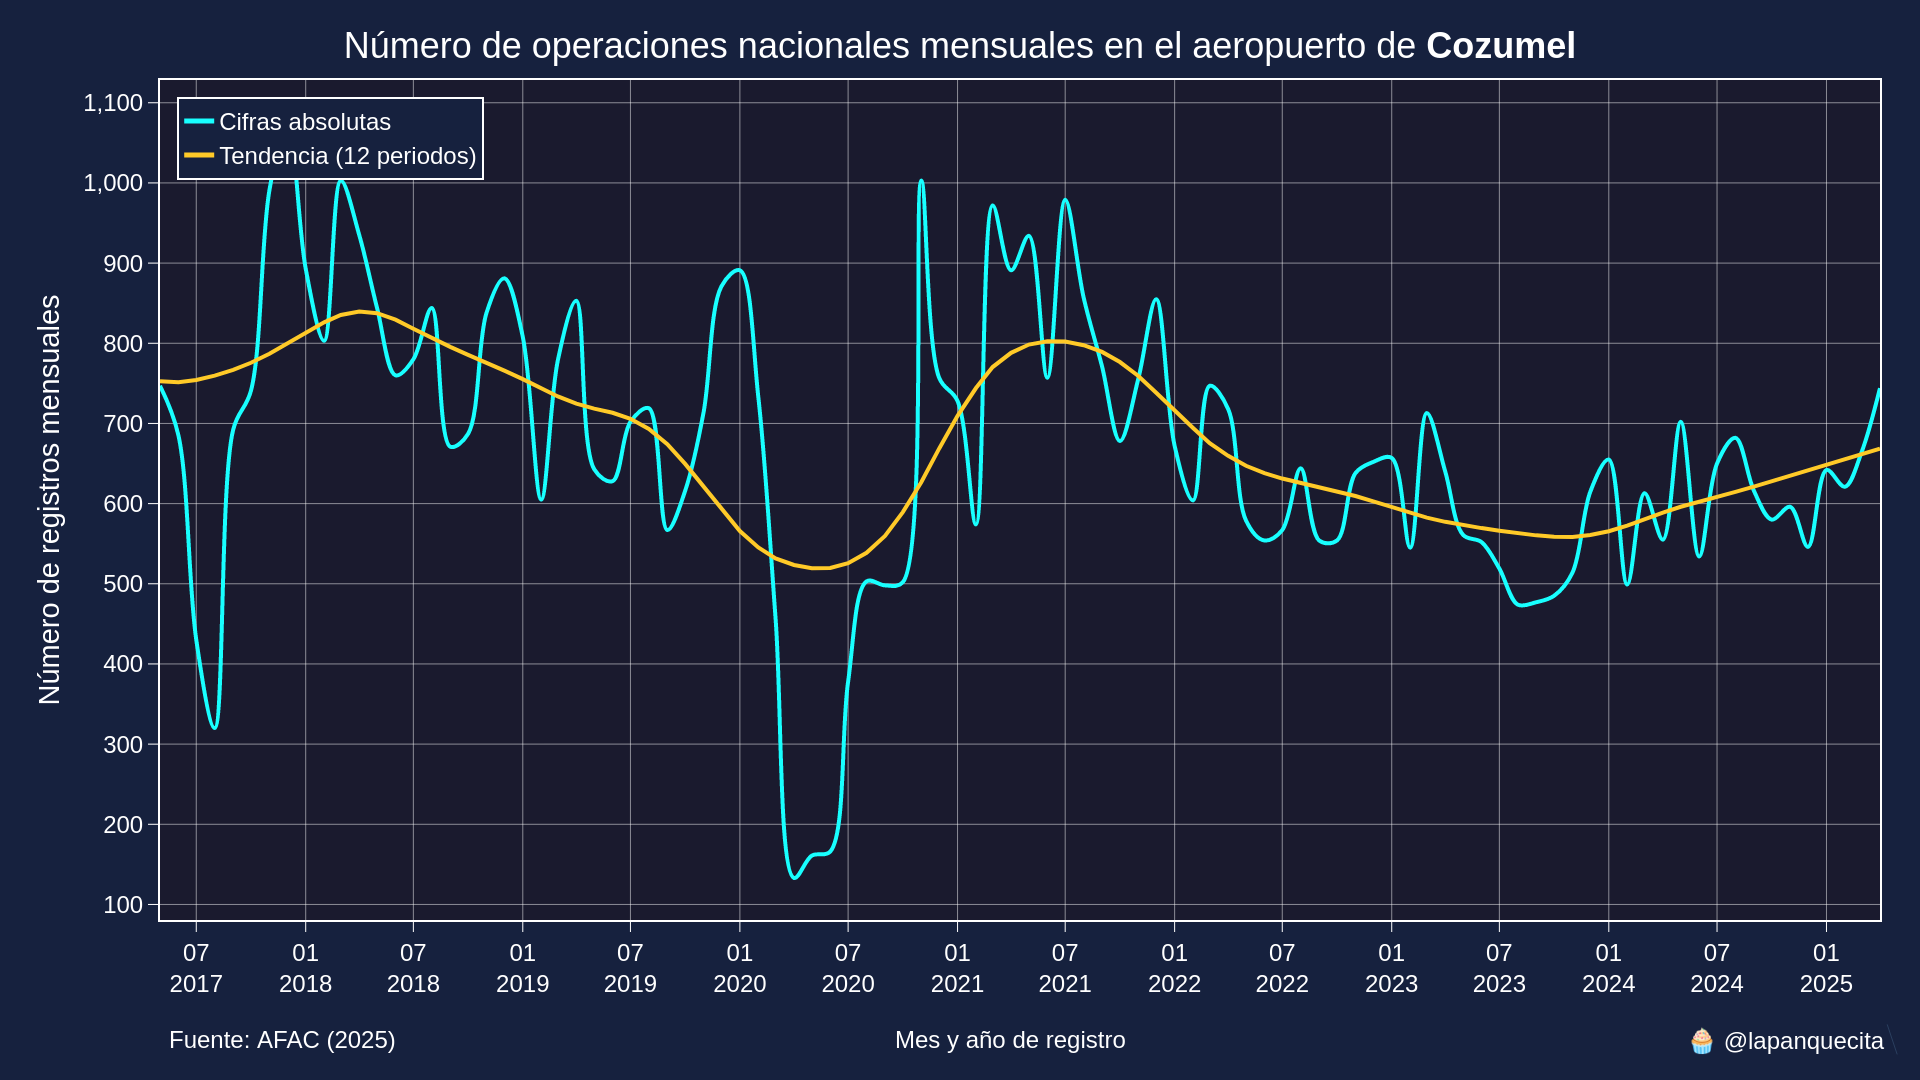 Número de operaciones nacionales mensuales en el aeropuerto de Cozumel
Cifras absolutas
Tendencia (12 periodos)
Número de registros mensuales
1,100
1,000
900
800
700
600
500
400
300
200
100
07 01 07 01 07 01 07 01 07 01 07 01 07 01 07 01
2017 2018 2018 2019 2019 2020 2020 2021 2021 2022 2022 2023 2023 2024 2024 2025
Fuente: AFAC (2025)
Mes y año de registro
🧁 @lapanquecita